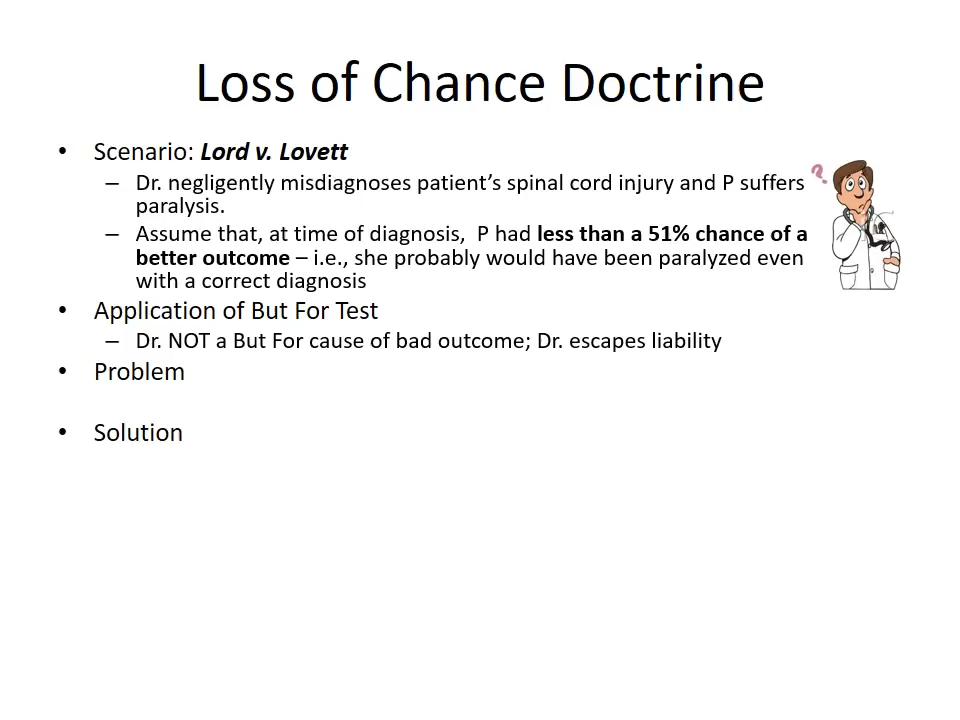 Loss of Chance Doctrine
• Scenario: Lord v. Lovett
– Dr. negligently misdiagnoses patient’s spinal cord injury and P suffers
paralysis.
– Assume that, at time of diagnosis, P had less than a 51% chance of a
better outcome – i.e., she probably would have been paralyzed even
with a correct diagnosis
• Application of But For Test
– Dr. NOT a But For cause of bad outcome; Dr. escapes liability
• Problem
• Solution
?